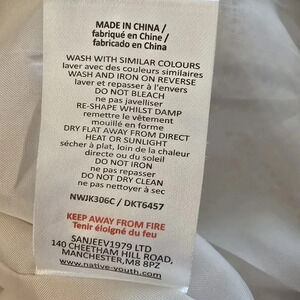 MADE IN CHINA /
fabriqué en Chine /
fabricado en China
WASH WITH SIMILAR COLOURS
laver avec des couleurs similaires
WASH AND IRON ON REVERSE
laver et repasser à l'envers
DO NOT BLEACH
ne pas javelliser
RE-SHAPE WHILST DAMP
remettre le vêtement
mouillé en forme
DRY FLAT AWAY FROM DIRECT
HEAT OR SUNLIGHT
sécher à plat, loin de la chaleur
directe ou du soleil
DO NOT IRON
ne pas repasser
DO NOT DRY CLEAN
ne pas nettoyer à sec
NWJK306C / DKT6457
KEEP AWAY FROM FIRE
Tenir éloigné du feu
SANJEEV1979 LTD
140 CHEETHAM HILL ROAD,
MANCHESTER,M8 8PZ
www.native-youth.com